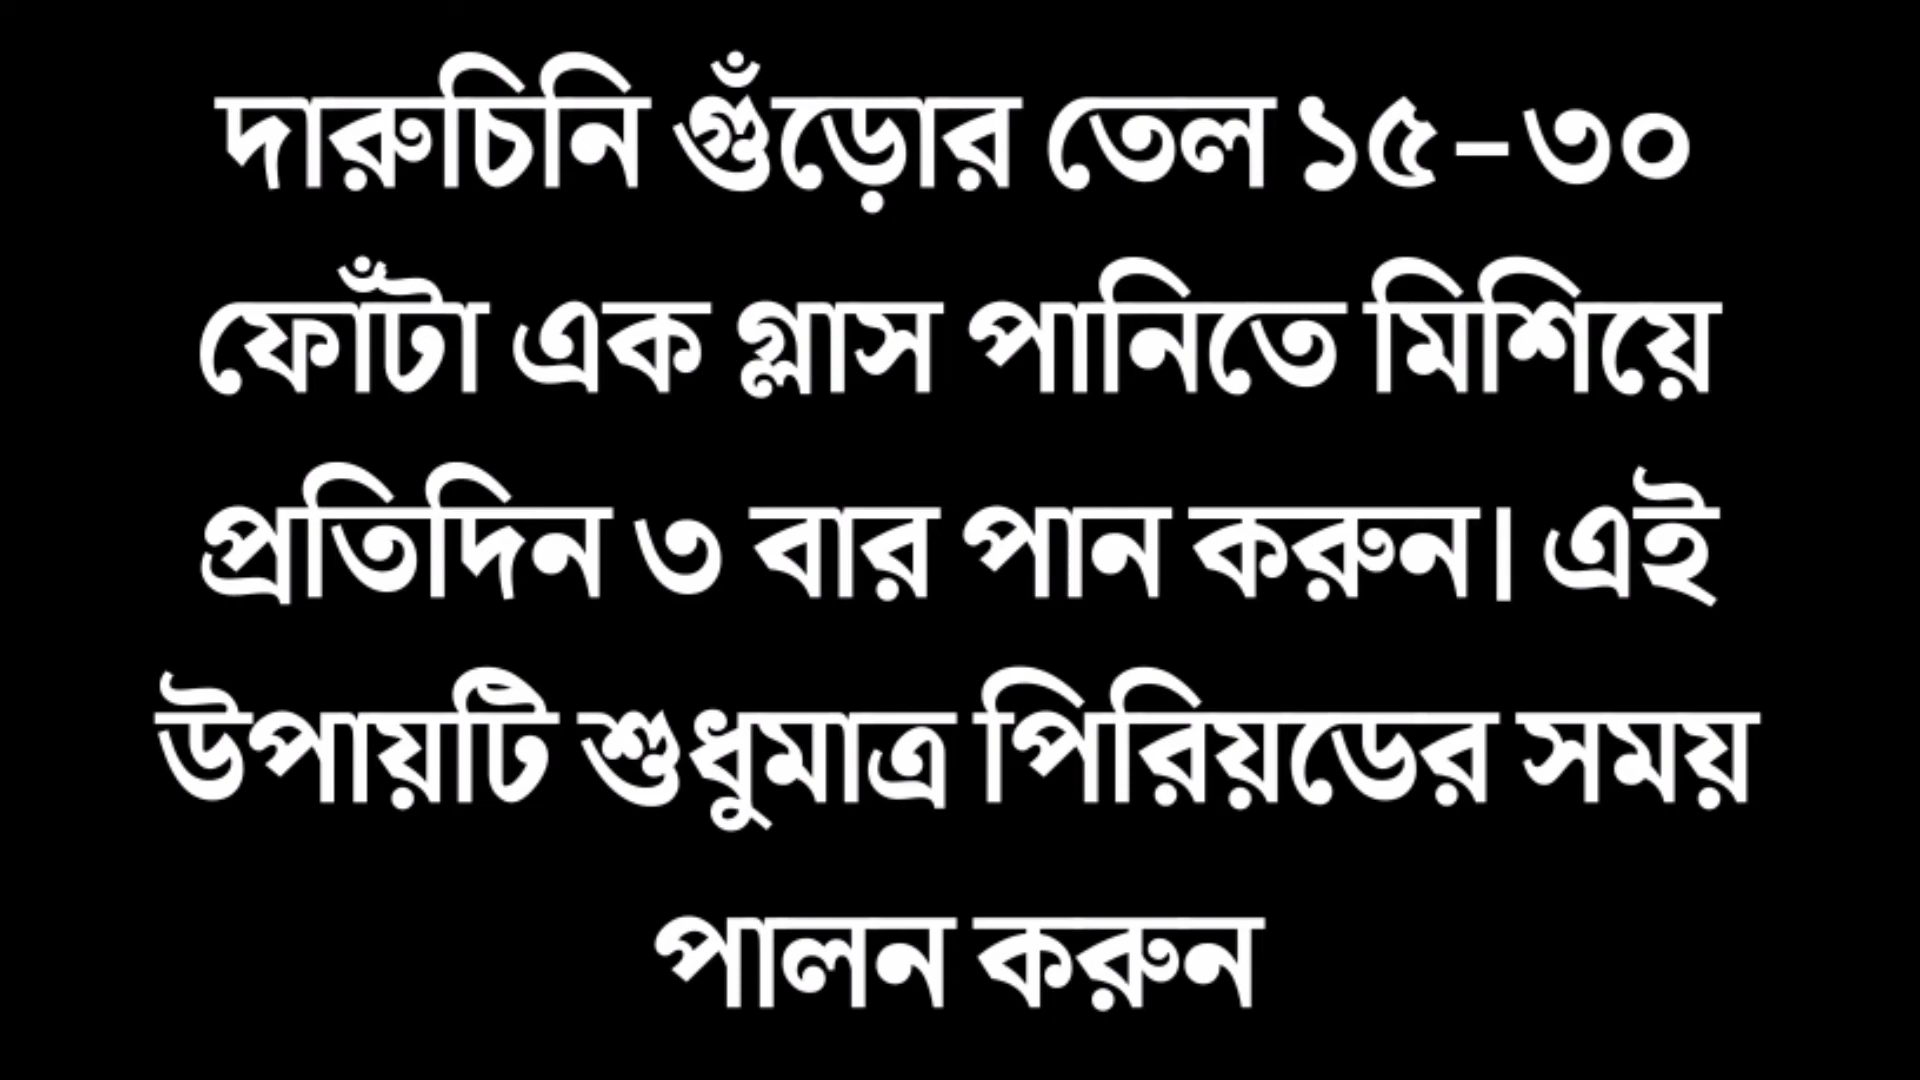 দারুচিনি গুঁড়োর তেল ১৫-৩০
ফোঁটা এক গ্লাস পানিতে মিশিয়ে
প্রতিদিন ৩ বার পান করুন। এই
উপায়টি শুধুমাত্র পিরিয়ডের সময়
পালন করুন